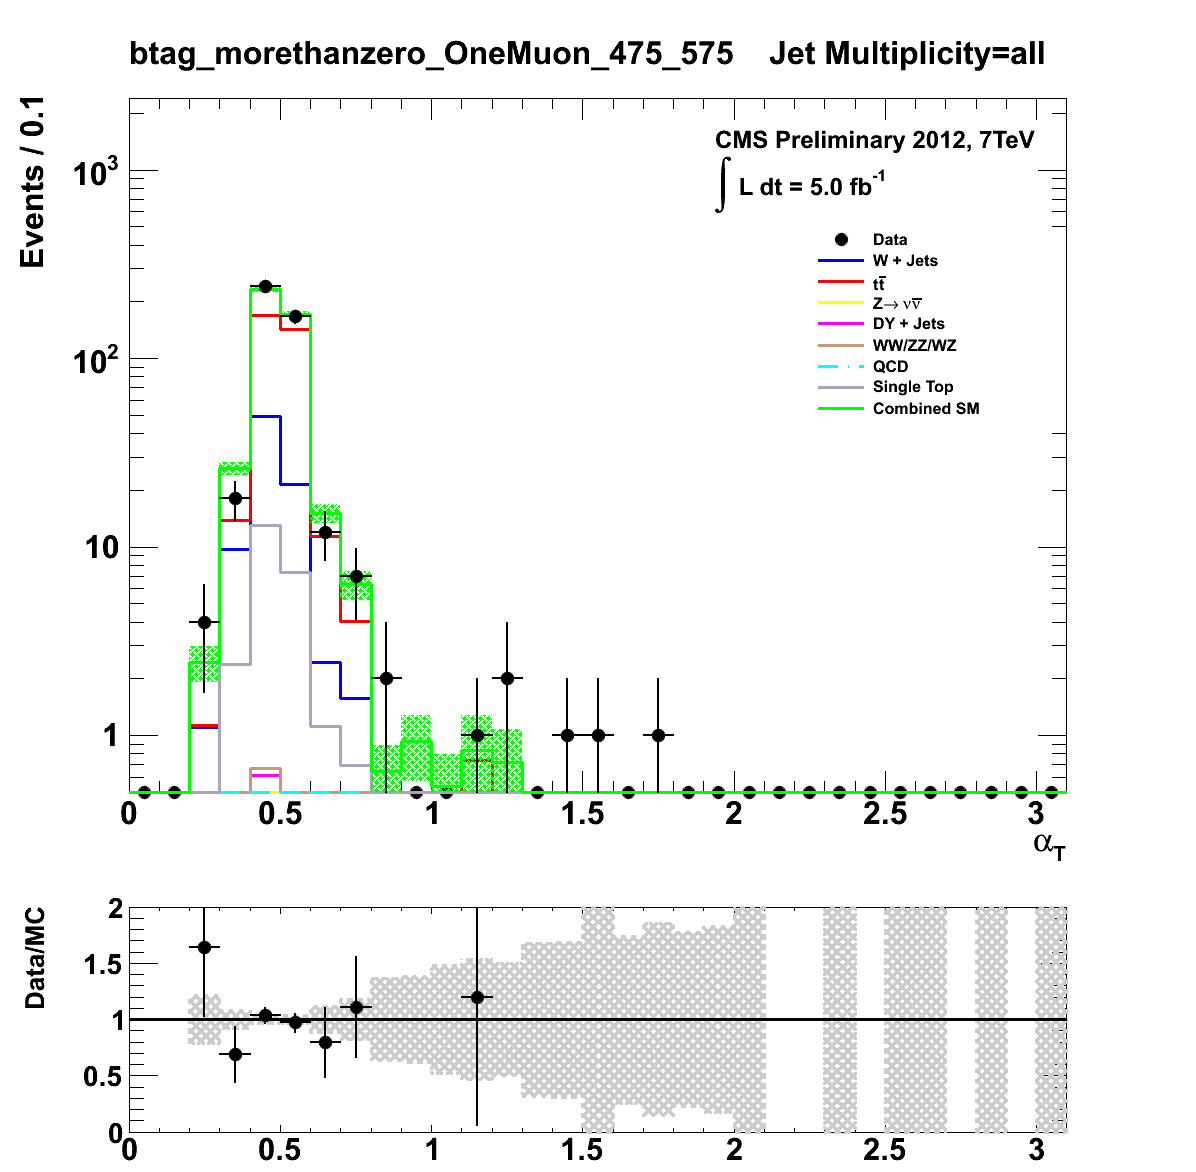 btag_morethanzero_OneMuon_475_575 Jet Multiplicity=all
Events / 0.1
CMS Preliminary 2012, 7TeV
∫ L dt = 5.0 fb⁻¹
Data
W + Jets
tt̅
Z→ νν̅
DY + Jets
WW/ZZ/WZ
QCD
Single Top
Combined SM
10³
10²
10
1
0 0.5 1 1.5 2 2.5 3
α_T
Data/MC
2
1.5
1
0.5
0
0 0.5 1 1.5 2 2.5 3